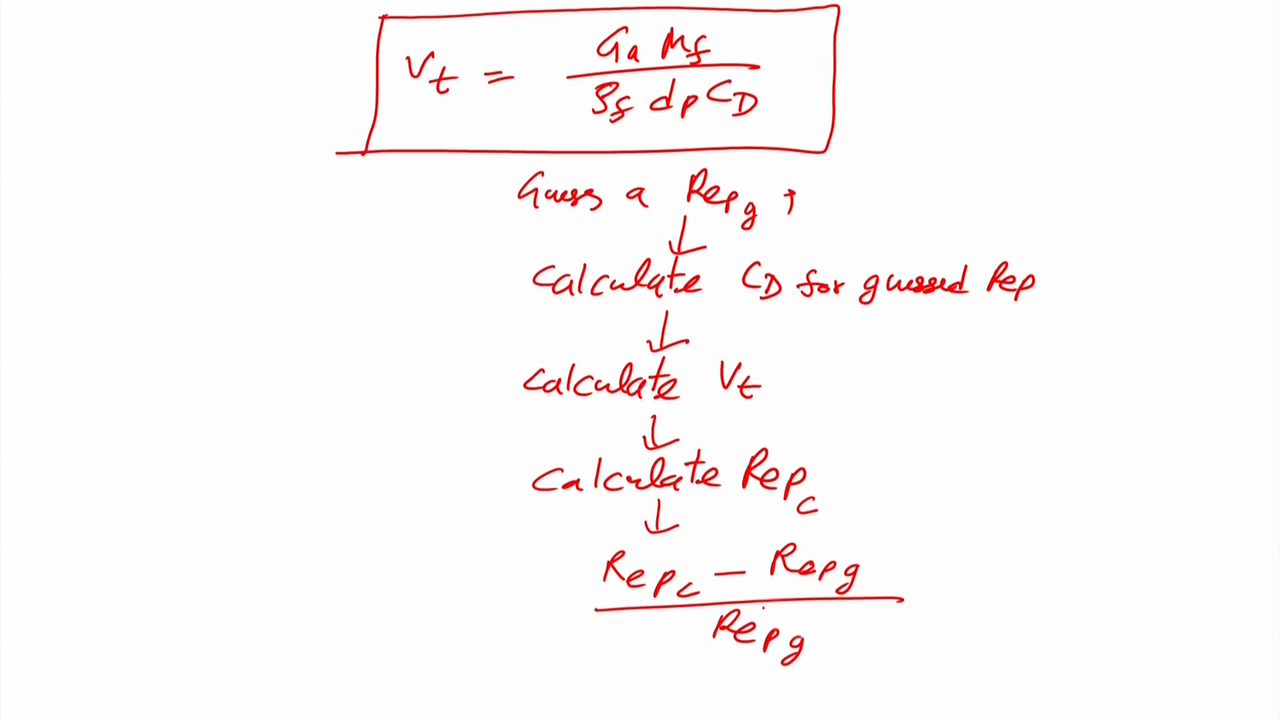 Vt = Ga μf / ρf dp CD
Guess a Repg ,
↓
Calculate CD for guessed Rep
↓
Calculate Vt
↓
Calculate Repc
↓
Repc − Repg
Repg